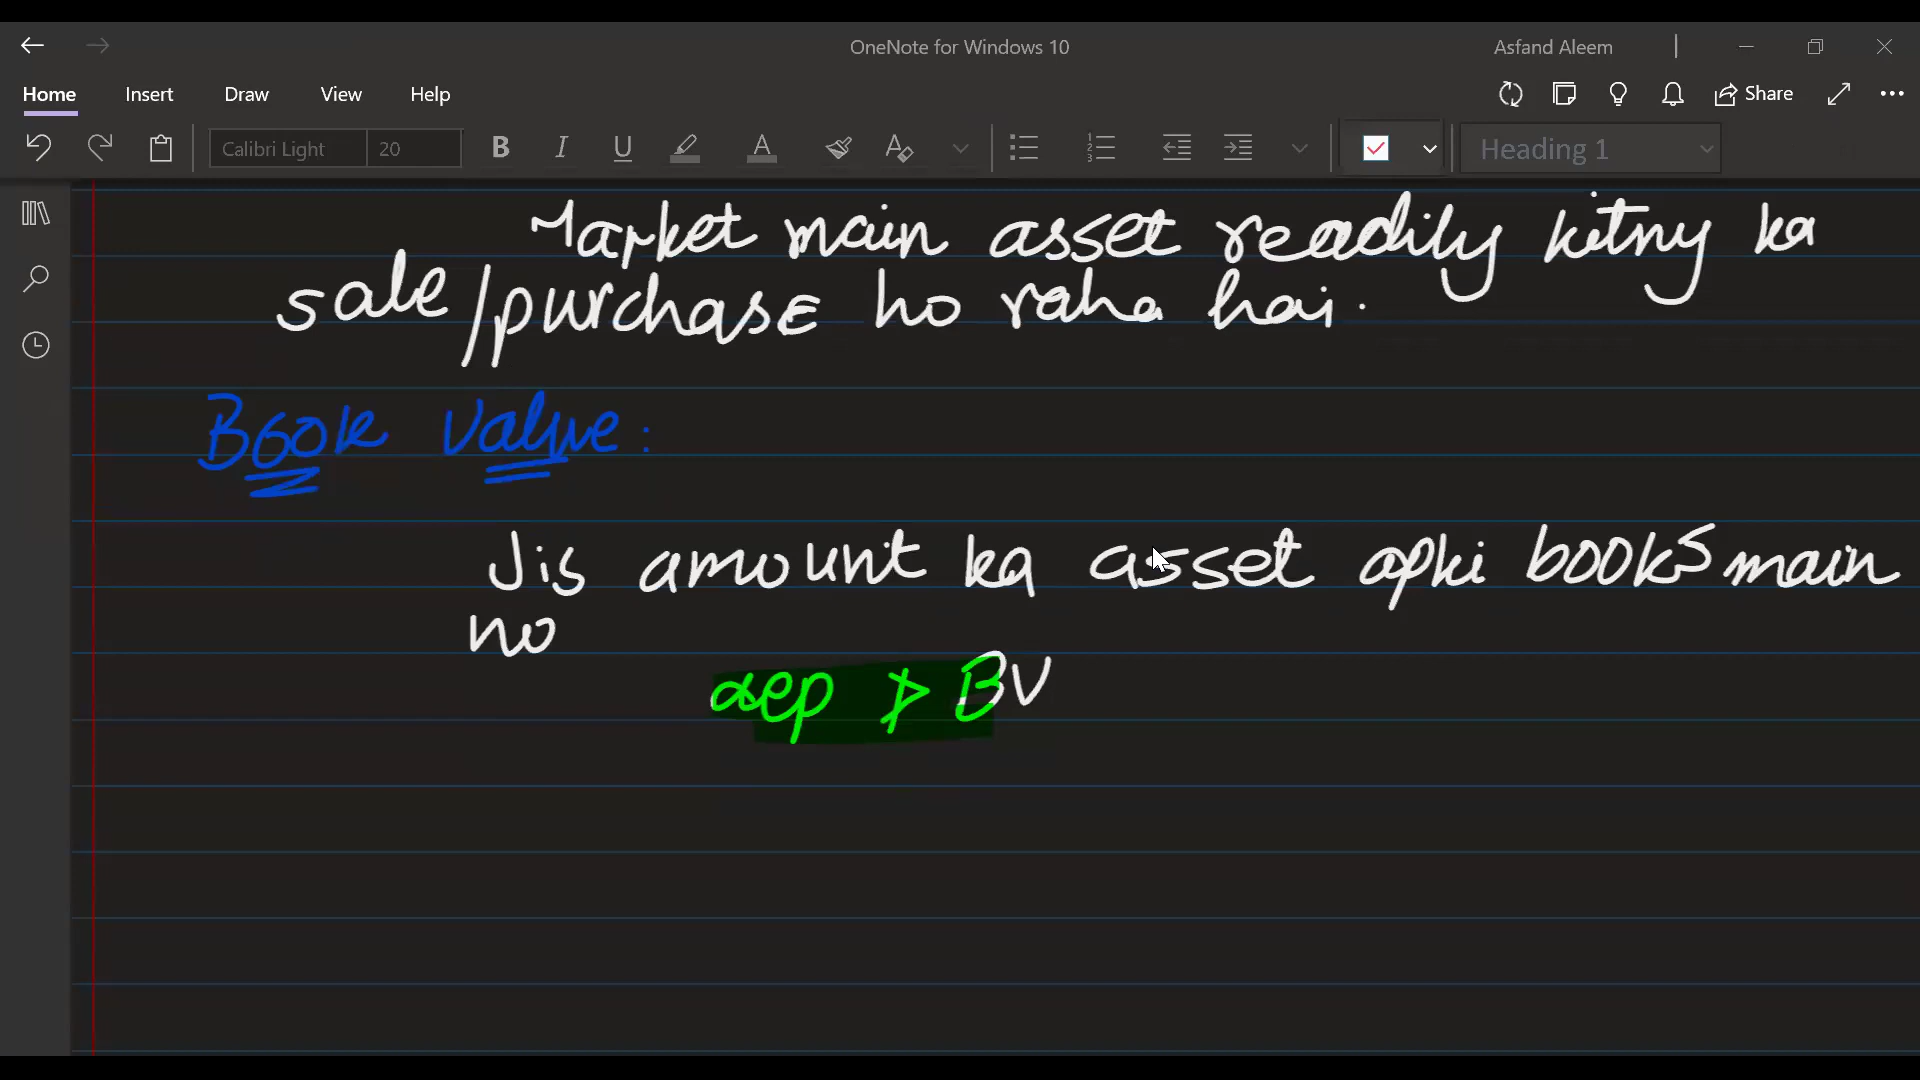 OneNote for Windows 10
Asfand Aleem
Home Insert Draw View Help
Share
Calibri Light 20
B I U A A
Heading 1
Market main asset readily kitny ka
sale/purchase ho raha hai.
Book Value:
Jis amount ka asset apki books main
ho
dep ≯ BV